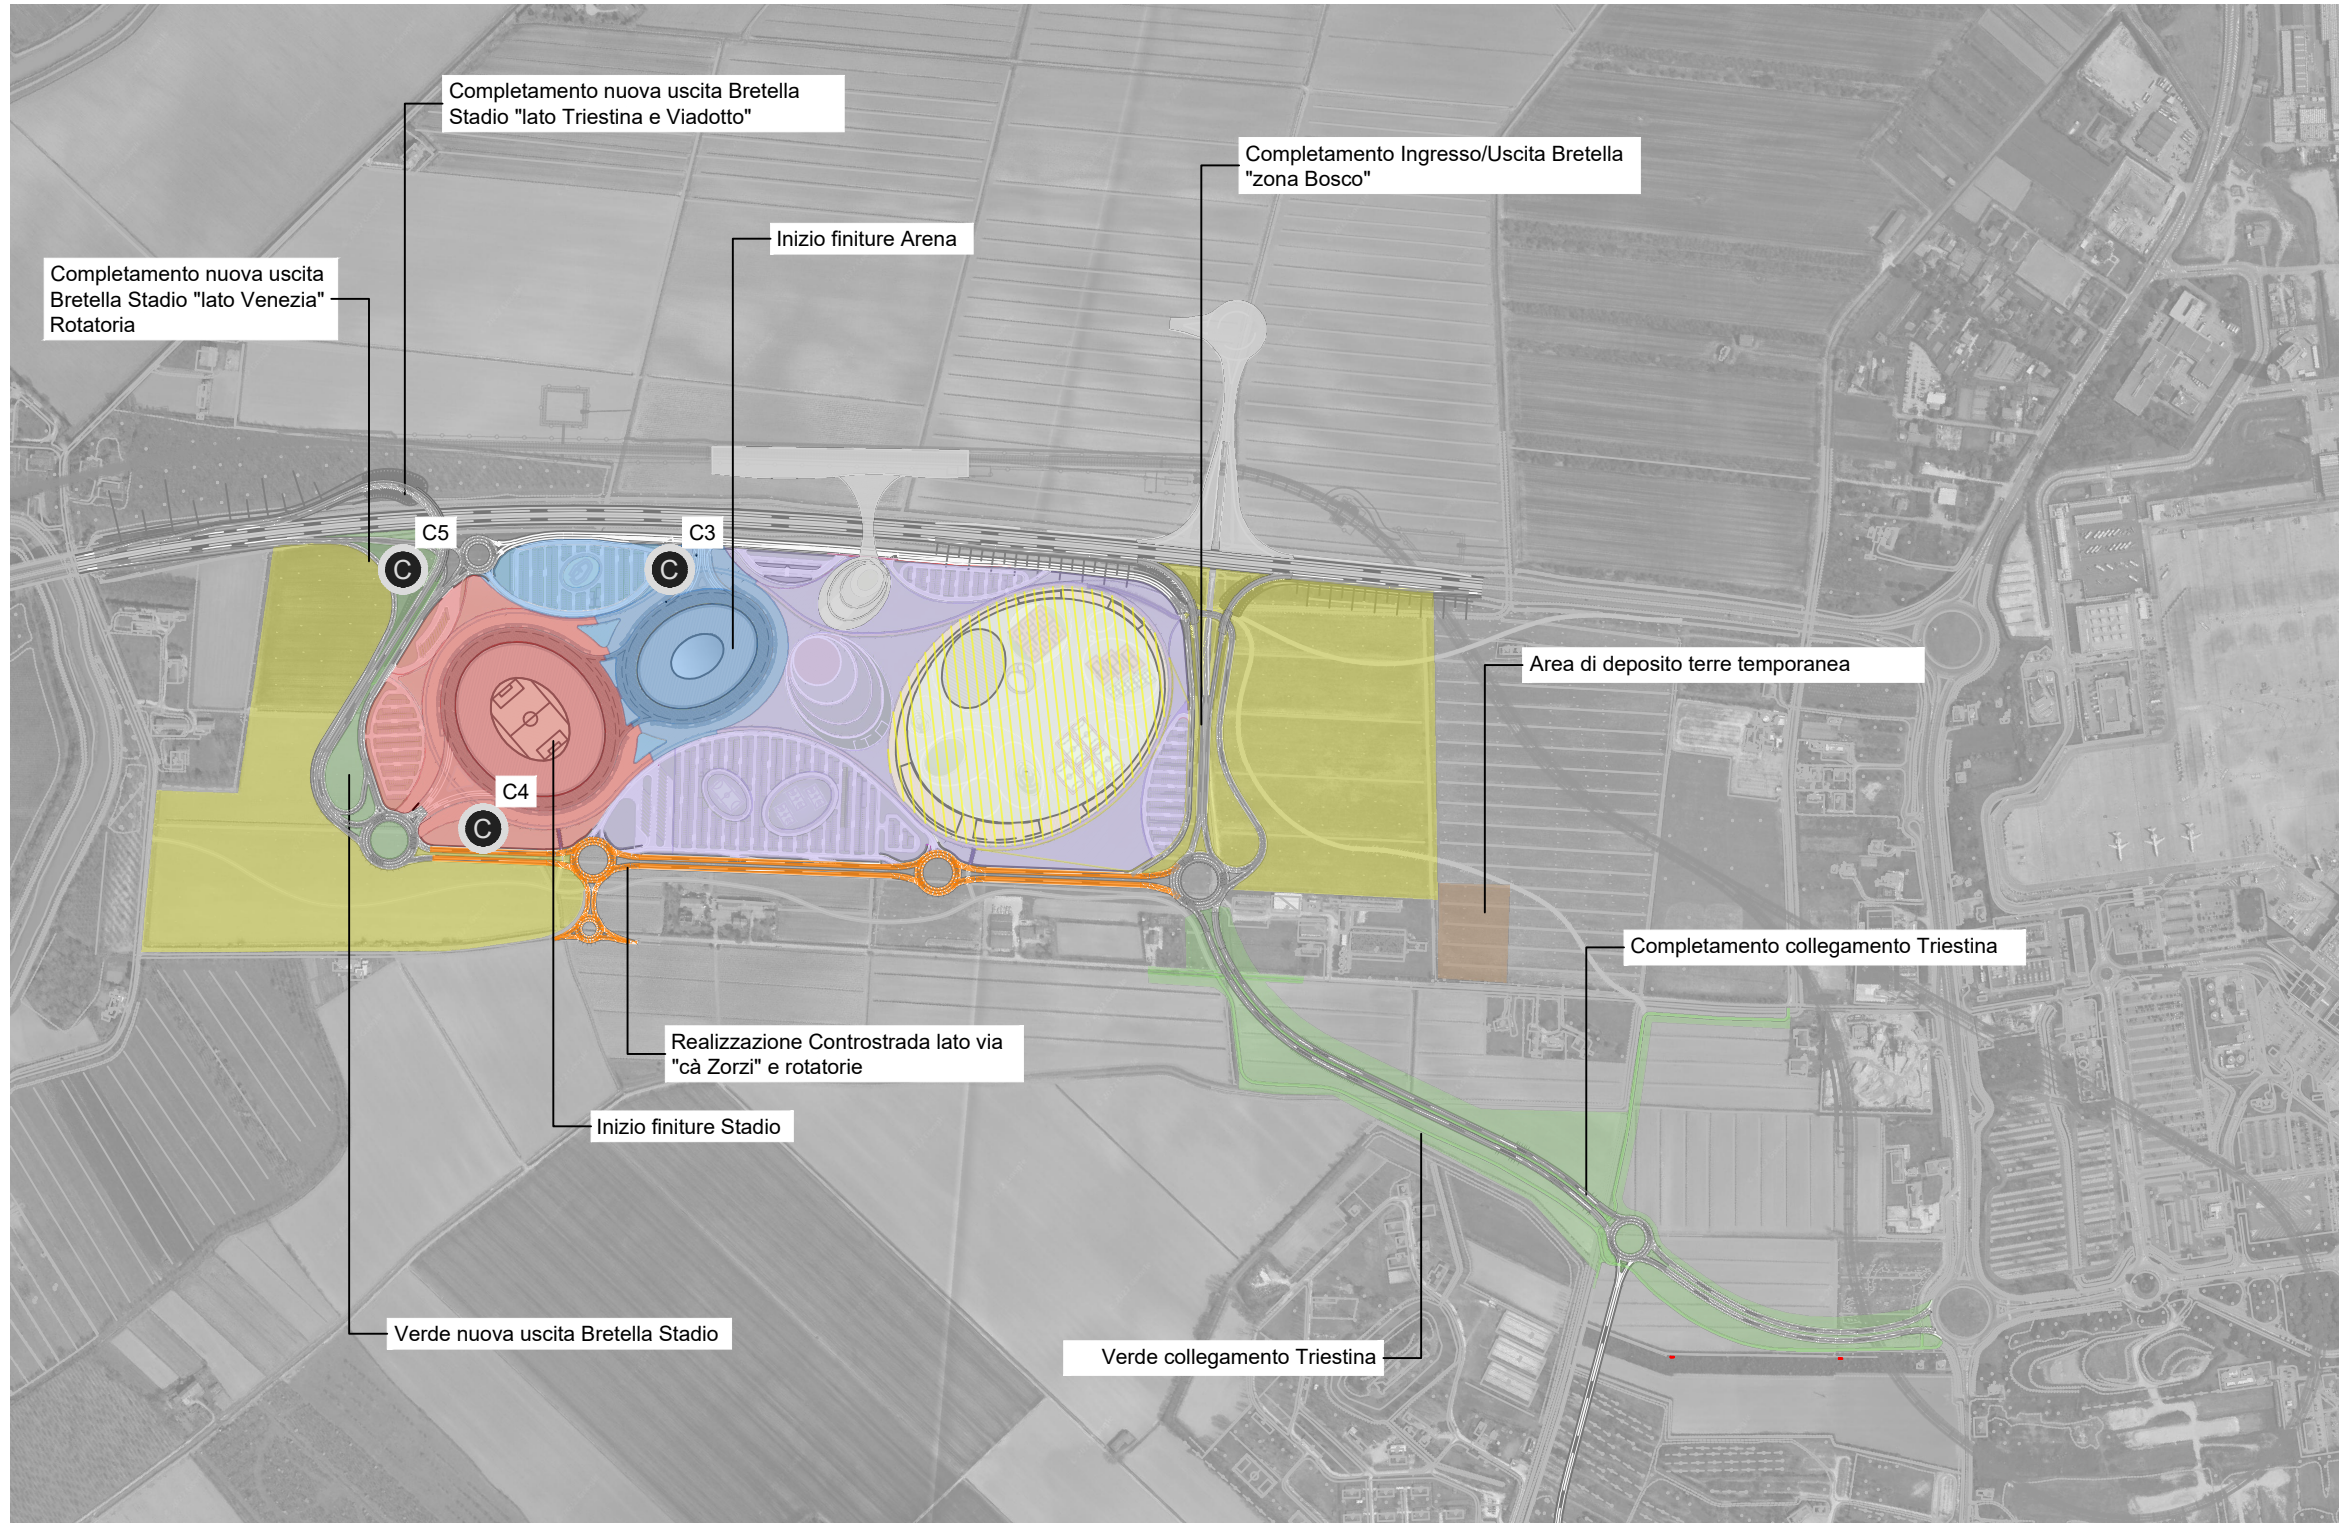 Completamento nuova uscita Bretella
Stadio "lato Triestina e Viadotto"
Completamento Ingresso/Uscita Bretella
"zona Bosco"
Inizio finiture Arena
Completamento nuova uscita
Bretella Stadio "lato Venezia"
Rotatoria
C5
C3
C
C
Area di deposito terre temporanea
C4
C
Completamento collegamento Triestina
Realizzazione Controstrada lato via
"cà Zorzi" e rotatorie
Inizio finiture Stadio
Verde nuova uscita Bretella Stadio
Verde collegamento Triestina